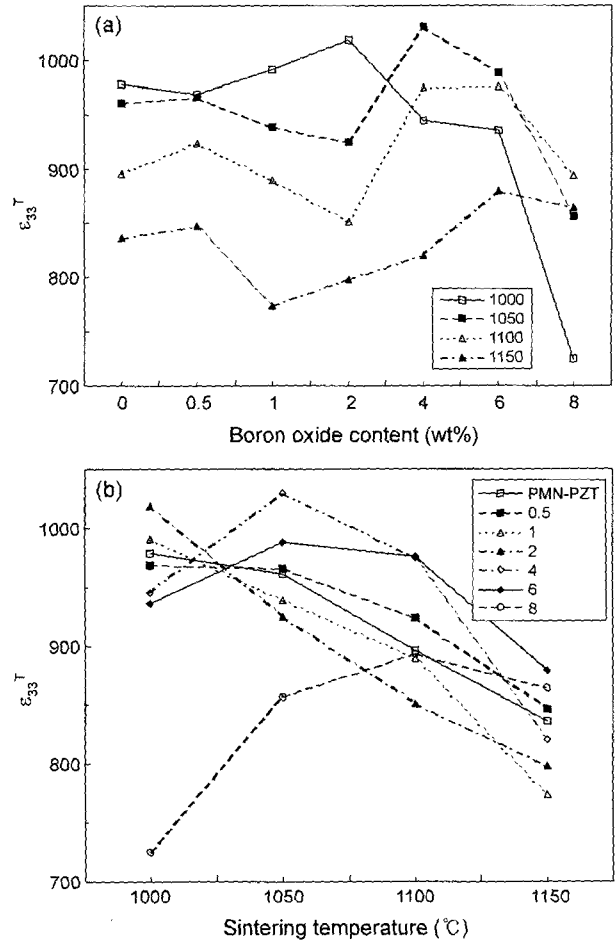 (a)
1000
900
800
700
ε33T
1000
1050
1100
1150
0 0.5 1 2 4 6 8
Boron oxide content (wt%)
(b)
1000
900
800
700
ε33T
PMN-PZT
0.5
1
2
4
6
8
1000 1050 1100 1150
Sintering temperature (℃)